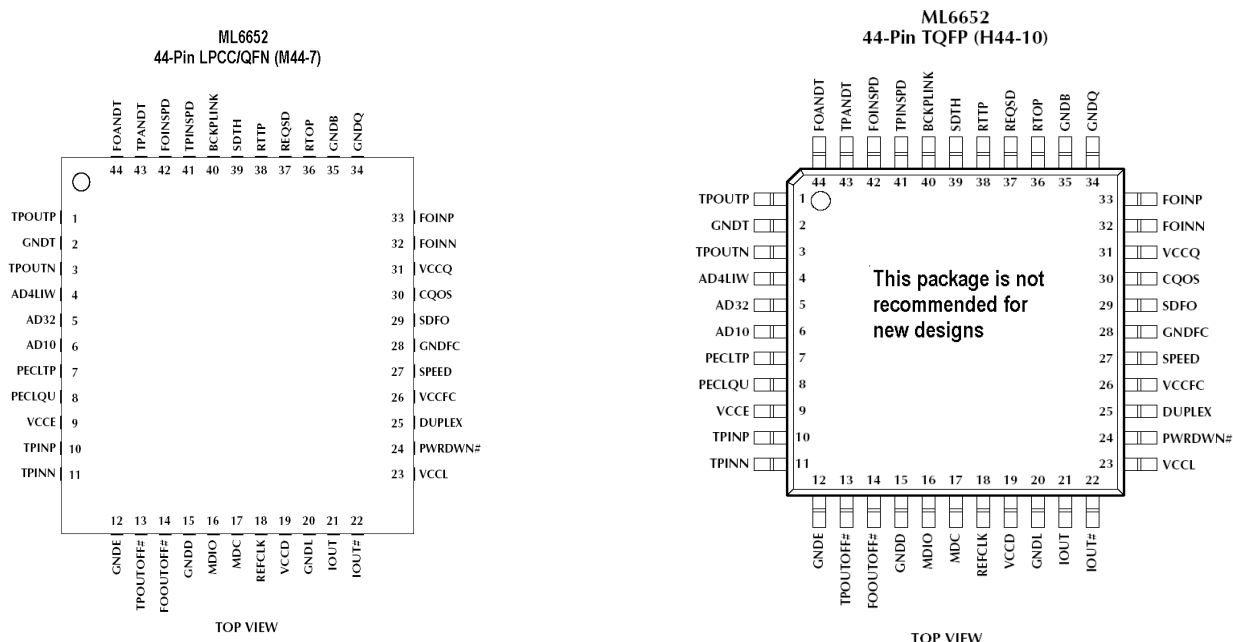 ML6652
44-Pin LPCC/QFN (M44-7)
FOANDT
TPANDT
FOINSPD
TPINSPD
BCKPLINK
SDTH
RTTP
REQSD
RTOP
GNDB
GNDQ
44 43 42 41 40 39 38 37 36 35 34
TPOUTP 1 33 FOINP
GNDT 2 32 FOINN
TPOUTN 3 31 VCCQ
AD4LIW 4 30 CQOS
AD32 5 29 SDFO
AD10 6 28 GNDFC
PECLTP 7 27 SPEED
PECLQU 8 26 VCCFC
VCCE 9 25 DUPLEX
TPINP 10 24 PWRDWN#
TPINN 11 23 VCCL
12 13 14 15 16 17 18 19 20 21 22
GNDE
TPOUTOFF#
FOOUTOFF#
GNDD
MDIO
MDC
REFCLK
VCCD
GNDL
IOUT
IOUT#
TOP VIEW
ML6652
44-Pin TQFP (H44-10)
FOANDT
TPANDT
FOINSPD
TPINSPD
BCKPLINK
SDTH
RTTP
REQSD
RTOP
GNDB
GNDQ
44 43 42 41 40 39 38 37 36 35 34
TPOUTP 1 33 FOINP
GNDT 2 32 FOINN
TPOUTN 3 31 VCCQ
AD4LIW 4 30 CQOS
AD32 5 29 SDFO
AD10 6 28 GNDFC
PECLTP 7 27 SPEED
PECLQU 8 26 VCCFC
VCCE 9 25 DUPLEX
TPINP 10 24 PWRDWN#
TPINN 11 23 VCCL
This package is not
recommended for
new designs
12 13 14 15 16 17 18 19 20 21 22
GNDE
TPOUTOFF#
FOOUTOFF#
GNDD
MDIO
MDC
REFCLK
VCCD
GNDL
IOUT
IOUT#
TOP VIEW